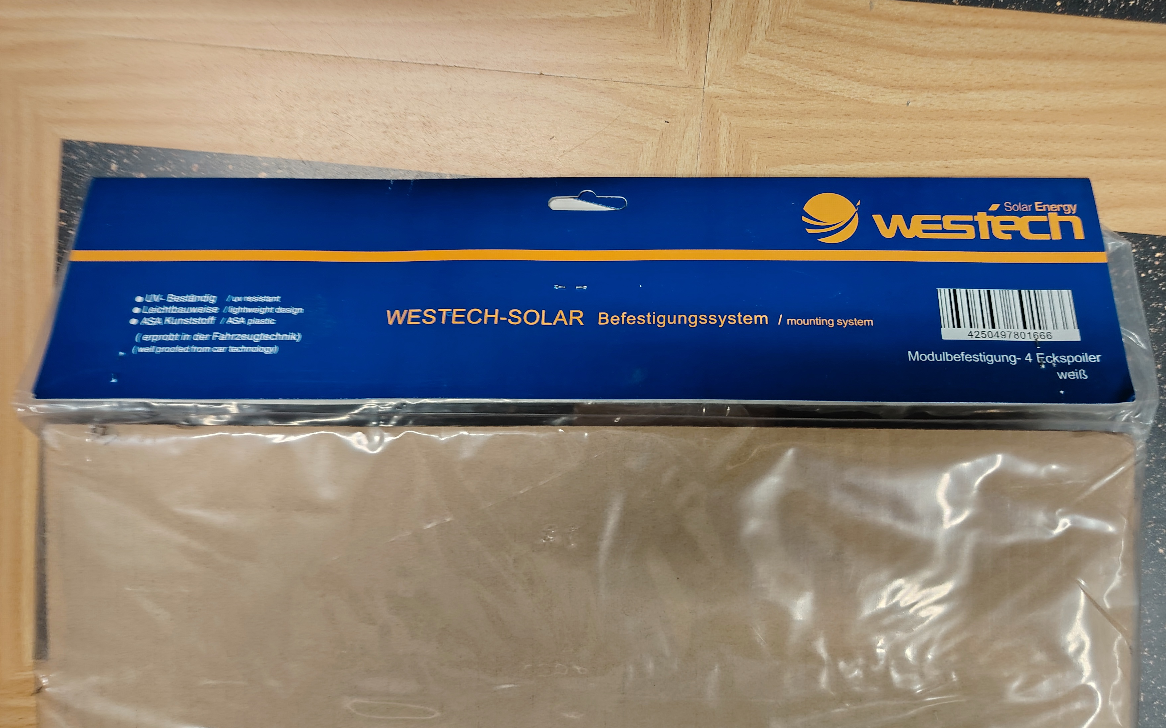 Solar Energy
westech
UV- Beständig / uv resistant
Leichtbauweise / lightweight design
ASA Kunststoff / ASA plastic
( erprobt in der Fahrzeugtechnik)
( well proofed from car technology)
WESTECH-SOLAR Befestigungssystem / mounting system
4250497801666
Modulbefestigung- 4 Eckspoiler
weiß